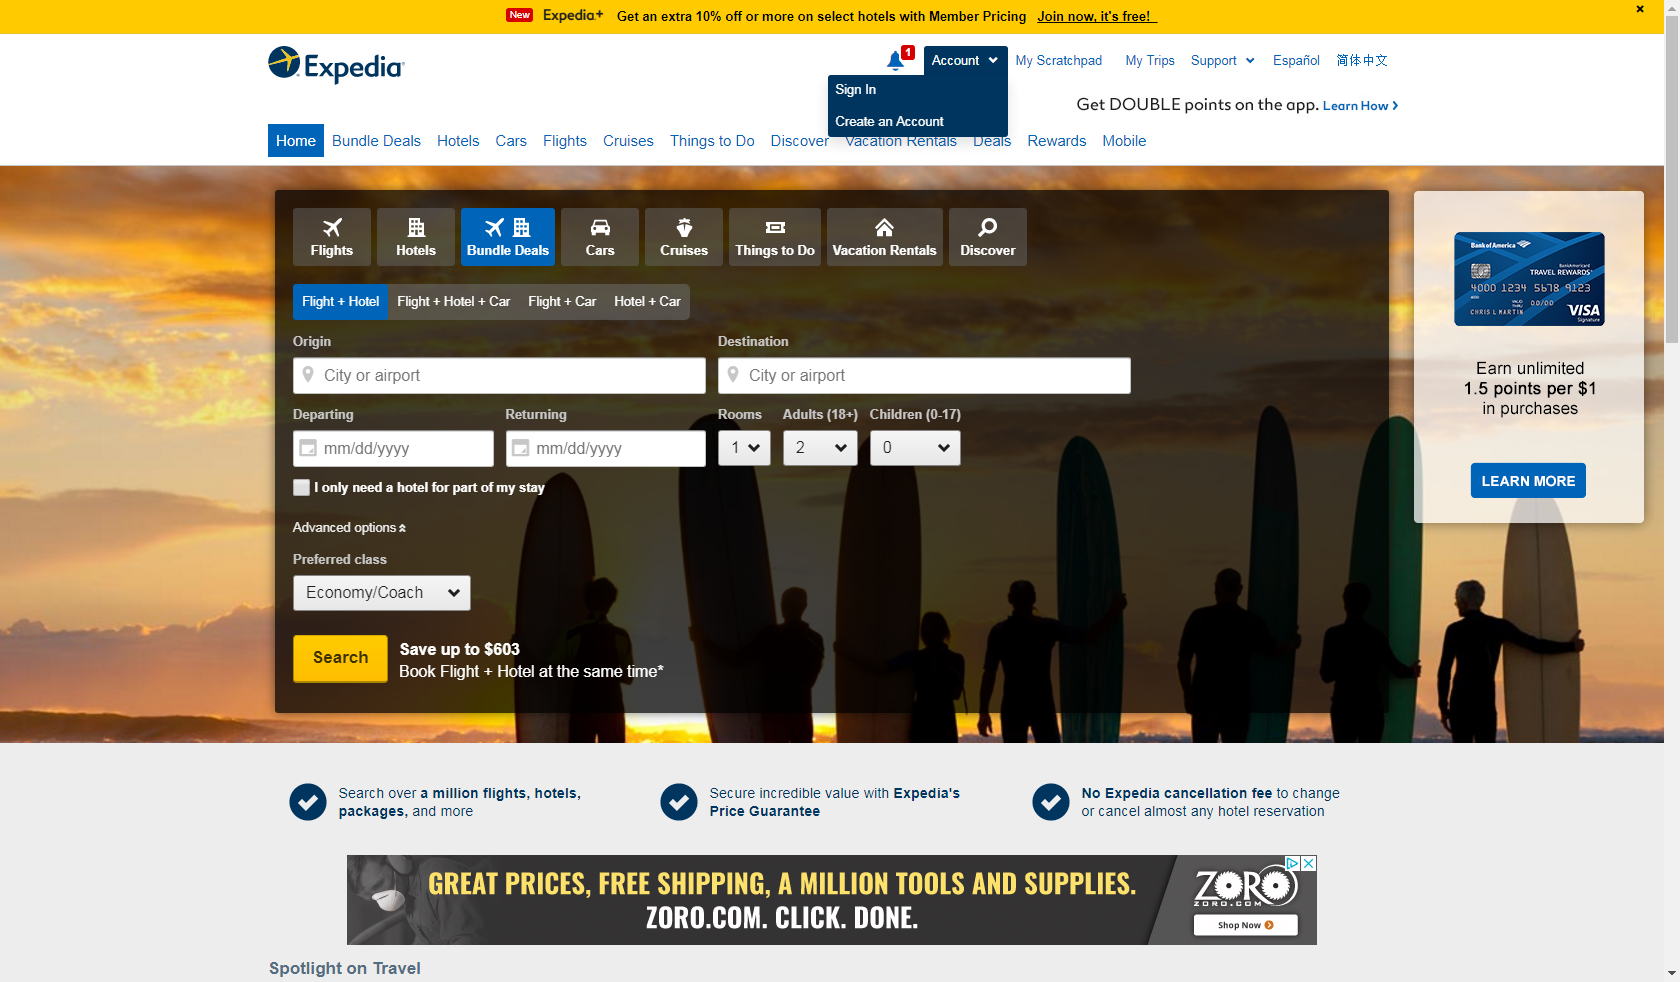 New Expedia+ Get an extra 10% off or more on select hotels with Member Pricing Join now, it's free!
Expedia
1 Account My Scratchpad My Trips Support Español 简体中文
Sign In
Create an Account
Get DOUBLE points on the app. Learn How
Home Bundle Deals Hotels Cars Flights Cruises Things to Do Discover Vacation Rentals Deals Rewards Mobile
Flights Hotels Bundle Deals Cars Cruises Things to Do Vacation Rentals Discover
Flight + Hotel Flight + Hotel + Car Flight + Car Hotel + Car
Origin Destination
City or airport City or airport
Departing Returning Rooms Adults (18+) Children (0-17)
mm/dd/yyyy mm/dd/yyyy 1 2 0
I only need a hotel for part of my stay
Advanced options
Preferred class
Economy/Coach
Search
Save up to $603
Book Flight + Hotel at the same time*
Bank of America
BankAmericard
TRAVEL REWARDS
4000 1234 5678 9123
4000
VALID THRU 00/00
CHRIS L MARTIN
VISA
Signature
Earn unlimited
1.5 points per $1
in purchases
LEARN MORE
Search over a million flights, hotels,
packages, and more
Secure incredible value with Expedia's
Price Guarantee
No Expedia cancellation fee to change
or cancel almost any hotel reservation
GREAT PRICES, FREE SHIPPING, A MILLION TOOLS AND SUPPLIES.
ZORO.COM. CLICK. DONE.
ZORO
ZORO.COM
Shop Now
Spotlight on Travel